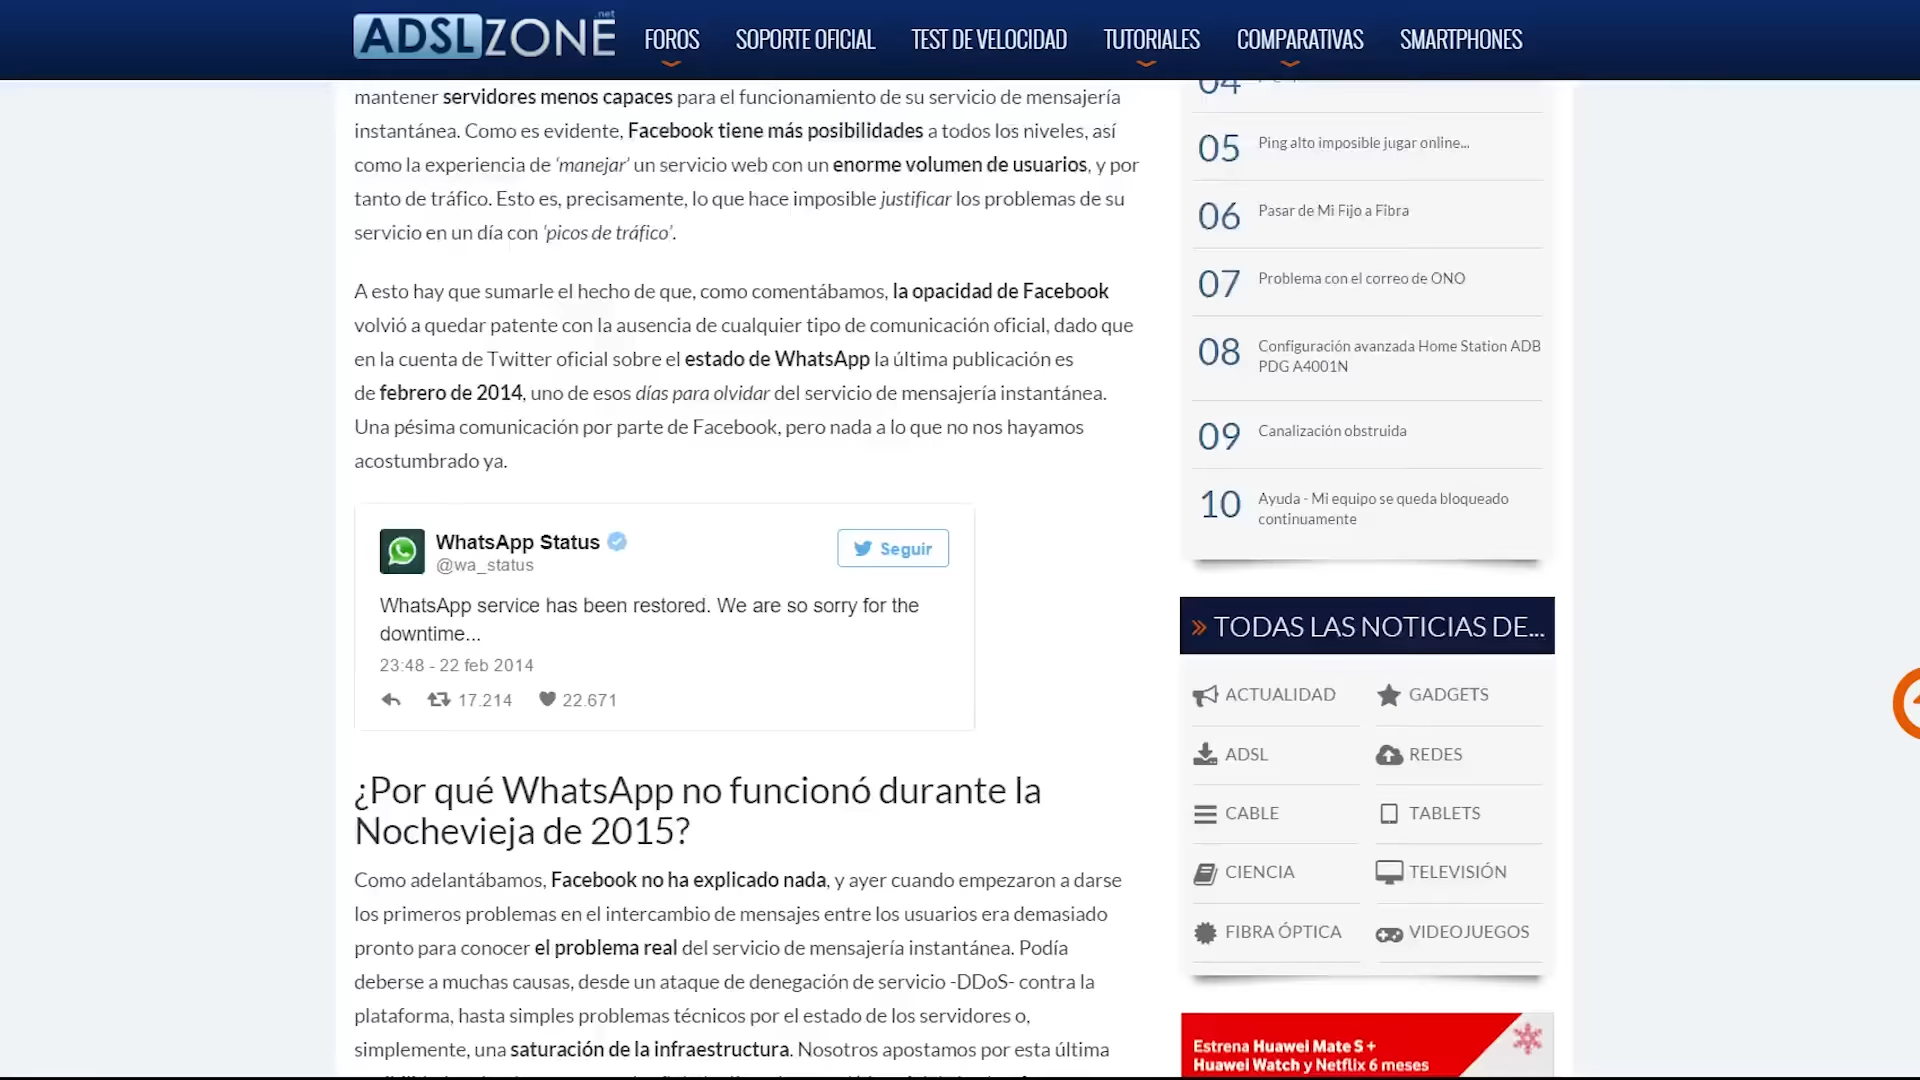 ADSLZONE.net
FOROS
SOPORTE OFICIAL
TEST DE VELOCIDAD
TUTORIALES
COMPARATIVAS
SMARTPHONES
mantener servidores menos capaces para el funcionamiento de su servicio de mensajería
instantánea. Como es evidente, Facebook tiene más posibilidades a todos los niveles, así
como la experiencia de ‘manejar’ un servicio web con un enorme volumen de usuarios, y por
tanto de tráfico. Esto es, precisamente, lo que hace imposible justificar los problemas de su
servicio en un día con ‘picos de tráfico’.
A esto hay que sumarle el hecho de que, como comentábamos, la opacidad de Facebook
volvió a quedar patente con la ausencia de cualquier tipo de comunicación oficial, dado que
en la cuenta de Twitter oficial sobre el estado de WhatsApp la última publicación es
de febrero de 2014, uno de esos días para olvidar del servicio de mensajería instantánea.
Una pésima comunicación por parte de Facebook, pero nada a lo que no nos hayamos
acostumbrado ya.
WhatsApp Status
@wa_status
Seguir
WhatsApp service has been restored. We are so sorry for the
downtime...
23:48 - 22 feb 2014
17.214
22.671
¿Por qué WhatsApp no funcionó durante la
Nochevieja de 2015?
Como adelantábamos, Facebook no ha explicado nada, y ayer cuando empezaron a darse
los primeros problemas en el intercambio de mensajes entre los usuarios era demasiado
pronto para conocer el problema real del servicio de mensajería instantánea. Podía
deberse a muchas causas, desde un ataque de denegación de servicio -DDoS- contra la
plataforma, hasta simples problemas técnicos por el estado de los servidores o,
simplemente, una saturación de la infraestructura. Nosotros apostamos por esta última
04
05 Ping alto imposible jugar online...
06 Pasar de Mi Fijo a Fibra
07 Problema con el correo de ONO
08 Configuración avanzada Home Station ADB
PDG A4001N
09 Canalización obstruida
10 Ayuda - Mi equipo se queda bloqueado
continuamente
» TODAS LAS NOTICIAS DE...
ACTUALIDAD
GADGETS
ADSL
REDES
CABLE
TABLETS
CIENCIA
TELEVISIÓN
FIBRA ÓPTICA
VIDEOJUEGOS
Estrena Huawei Mate S +
Huawei Watch y Netflix 6 meses